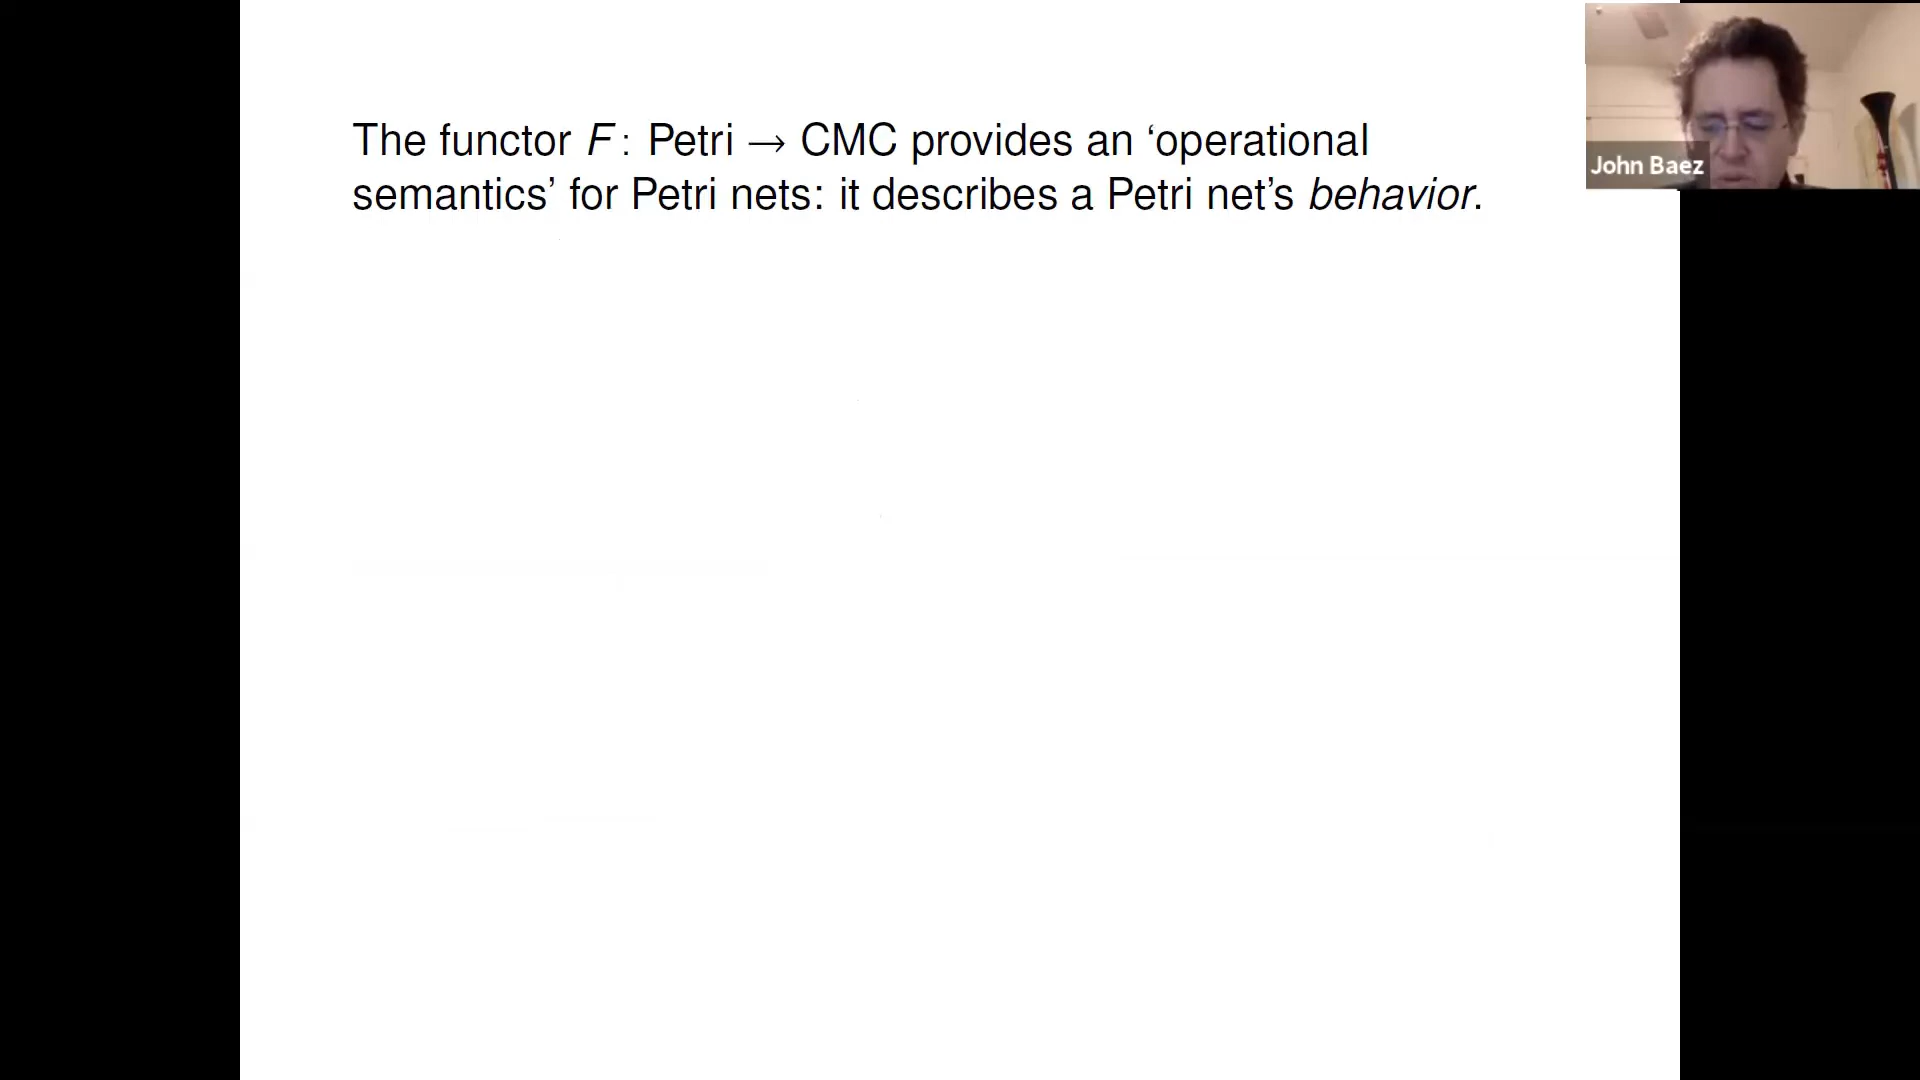 The functor F : Petri → CMC provides an ‘operational
semantics’ for Petri nets: it describes a Petri net’s behavior.
John Baez